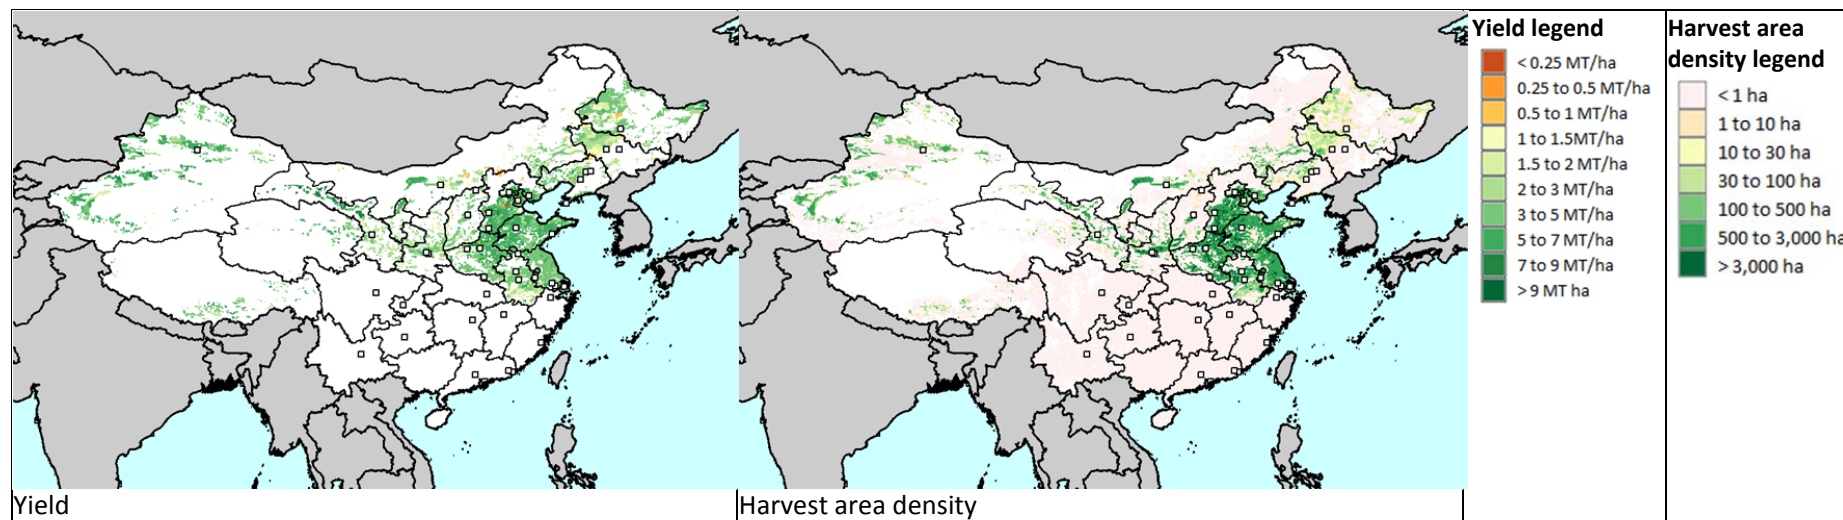 Yield legend
< 0.25 MT/ha
0.25 to 0.5 MT/ha
0.5 to 1 MT/ha
1 to 1.5MT/ha
1.5 to 2 MT/ha
2 to 3 MT/ha
3 to 5 MT/ha
5 to 7 MT/ha
7 to 9 MT/ha
> 9 MT ha
Harvest area
density legend
< 1 ha
1 to 10 ha
10 to 30 ha
30 to 100 ha
100 to 500 ha
500 to 3,000 ha
> 3,000 ha
Yield
Harvest area density